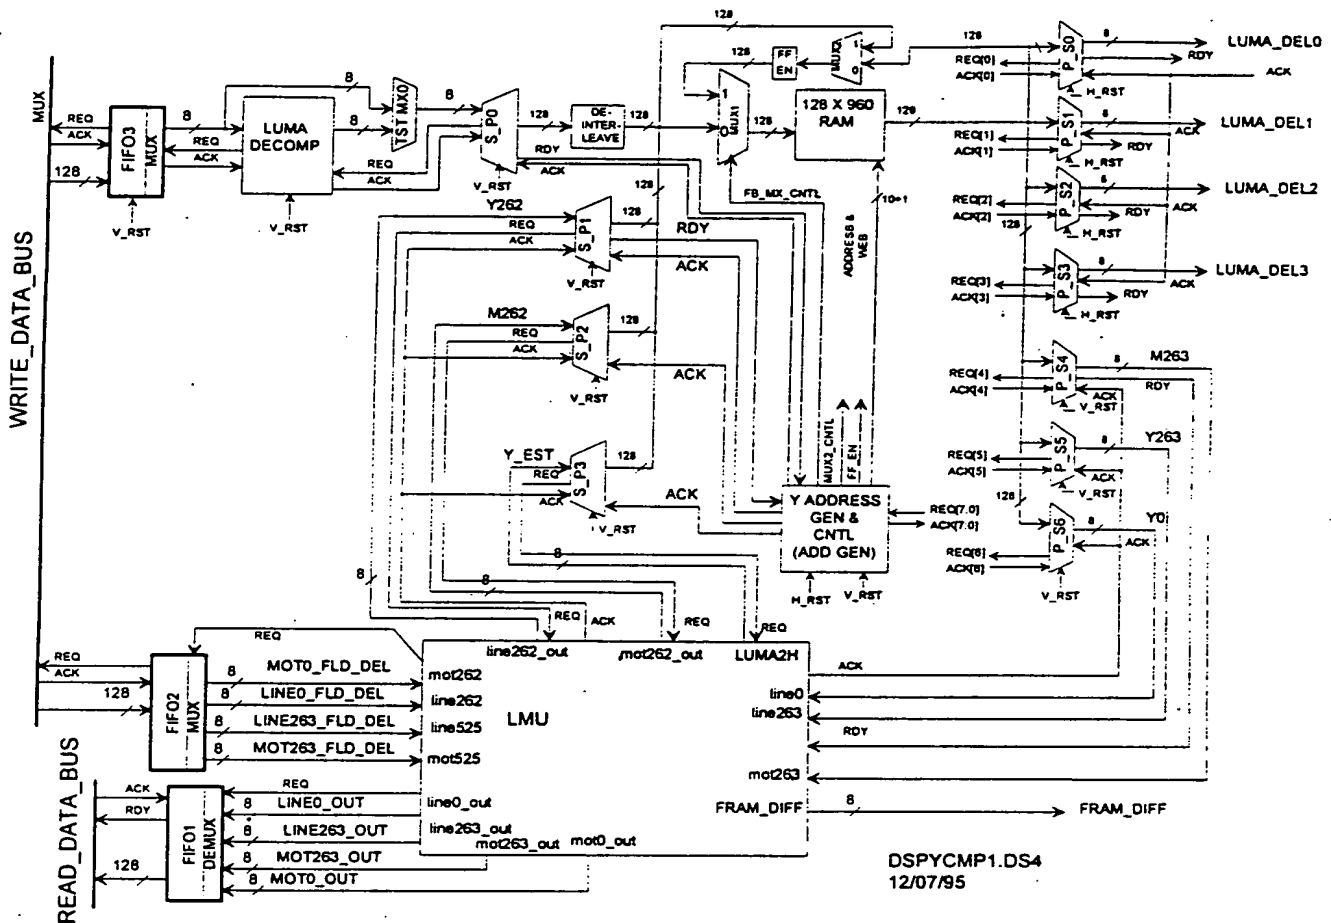 128
128
8
LUMA_DEL0
MUX
REQ
ACK
128
FIFO3
MUX
V_RST
8
REQ
ACK
LUMA
DECOMP
V_RST
8
8
REQ
ACK
TST MX0
8
S_P0
V_RST
128
RDY
ACK
DE-
INTER-
LEAVE
128
128
FF
EN
MUX2
1
0
1
0
MUX1
128
128 X 960
RAM
128
FB_MX_CNTL
ADDRESB &
WEB
10+1
P_S0
REQ[0]
ACK[0]
RDY
ACK
H_RST
P_S1
8
LUMA_DEL1
REQ[1]
ACK[1]
ACK
RDY
H_RST
P_S2
8
LUMA_DEL2
REQ[2]
ACK[2]
ACK
RDY
H_RST
128
P_S3
8
LUMA_DEL3
REQ[3]
ACK[3]
ACK
RDY
H_RST
P_S4
8
M263
REQ[4]
ACK[4]
RDY
ACK
V_RST
P_S5
8
Y263
REQ[5]
ACK[5]
ACK
V_RST
128
P_S6
8
Y0
REQ[6]
ACK[6]
ACK
V_RST
Y262
REQ
ACK
S_P1
128
128
RDY
ACK
V_RST
M262
REQ
ACK
S_P2
128
ACK
V_RST
Y_EST
REQ
ACK
S_P3
128
ACK
V_RST
MUX2_CNTL
FF_EN
Y ADDRESS
GEN &
CNTL
(ADD GEN)
REQ[7.0]
ACK[7.0]
H_RST
V_RST
8
8
8
WRITE_DATA_BUS
REQ
REQ
ACK
REQ
REQ
REQ
ACK
128
FIFO2
MUX
8
MOT0_FLD_DEL
8
LINE0_FLD_DEL
8
LINE263_FLD_DEL
8
MOT263_FLD_DEL
line262_out
mot262_out
LUMA2H
mot262
line262
LMU
line525
mot525
ACK
line0
line263
RDY
mot263
READ_DATA_BUS
ACK
RDY
128
FIFO1
DEMUX
REQ
8
LINE0_OUT
8
LINE263_OUT
8
MOT263_OUT
8
MOT0_OUT
line0_out
line263_out
mot263_out
mot0_out
FRAM_DIFF
8
FRAM_DIFF
DSPYCMP1.DS4
12/07/95